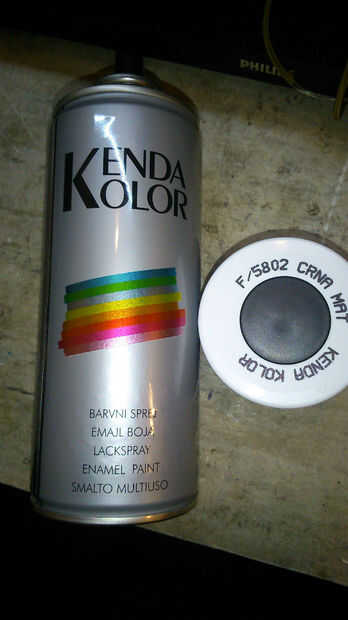 KENDA
KOLOR
BARVNI SPREJ
EMAJL BOJA
LACKSPRAY
ENAMEL PAINT
SMALTO MULTIUSO
PHILIPS
F/5802 CRNA MAT
KENDA KOLOR